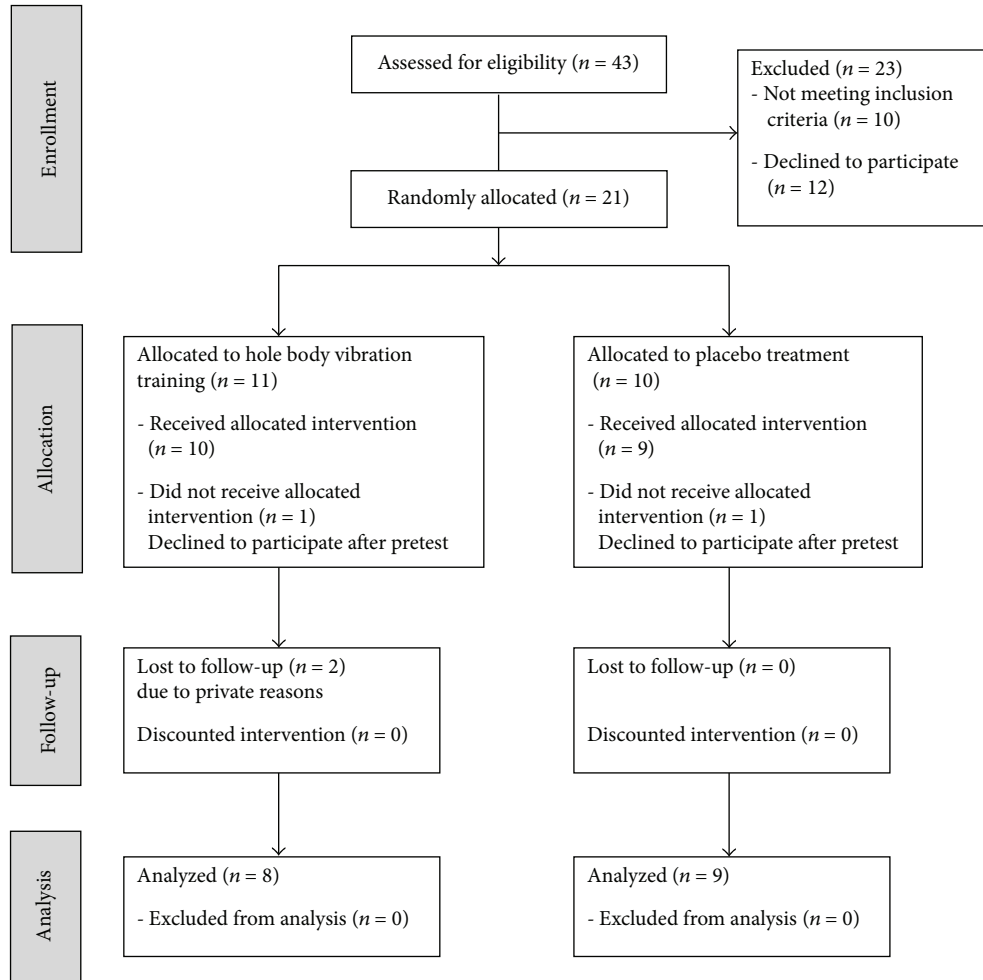 Enrollment
Assessed for eligibility (n = 43)
Excluded (n = 23)
- Not meeting inclusion
criteria (n = 10)
- Declined to participate
(n = 12)
Randomly allocated (n = 21)
Allocation
Allocated to hole body vibration
training (n = 11)
- Received allocated intervention
(n = 10)
- Did not receive allocated
intervention (n = 1)
Declined to participate after pretest
Allocated to placebo treatment
(n = 10)
- Received allocated intervention
(n = 9)
- Did not receive allocated
intervention (n = 1)
Declined to participate after pretest
Follow-up
Lost to follow-up (n = 2)
due to private reasons
Discounted intervention (n = 0)
Lost to follow-up (n = 0)
Discounted intervention (n = 0)
Analysis
Analyzed (n = 8)
- Excluded from analysis (n = 0)
Analyzed (n = 9)
- Excluded from analysis (n = 0)